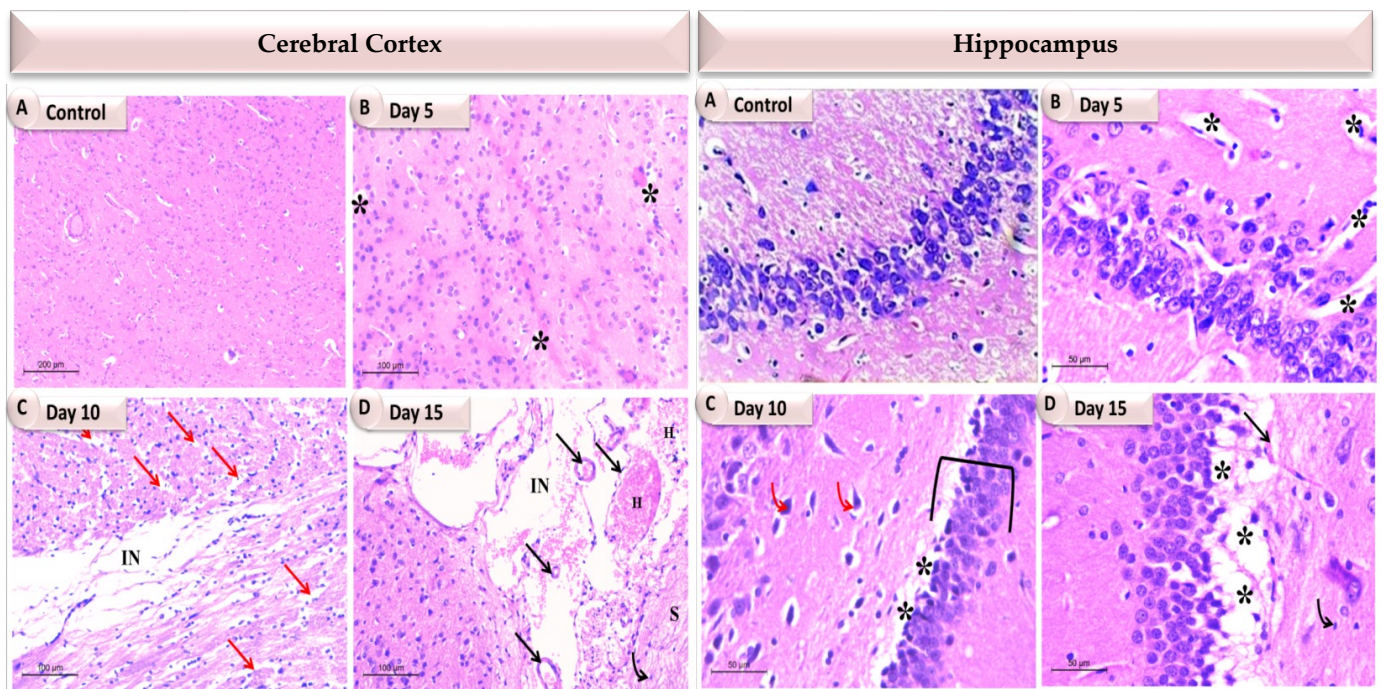 Cerebral Cortex
Hippocampus
A Control
200 µm
B Day 5
*
*
*
100 µm
C Day 10
IN
100 µm
D Day 15
IN
H
H
S
100 µm
A Control
B Day 5
*
*
*
*
50 µm
C Day 10
*
*
50 µm
D Day 15
*
*
*
50 µm